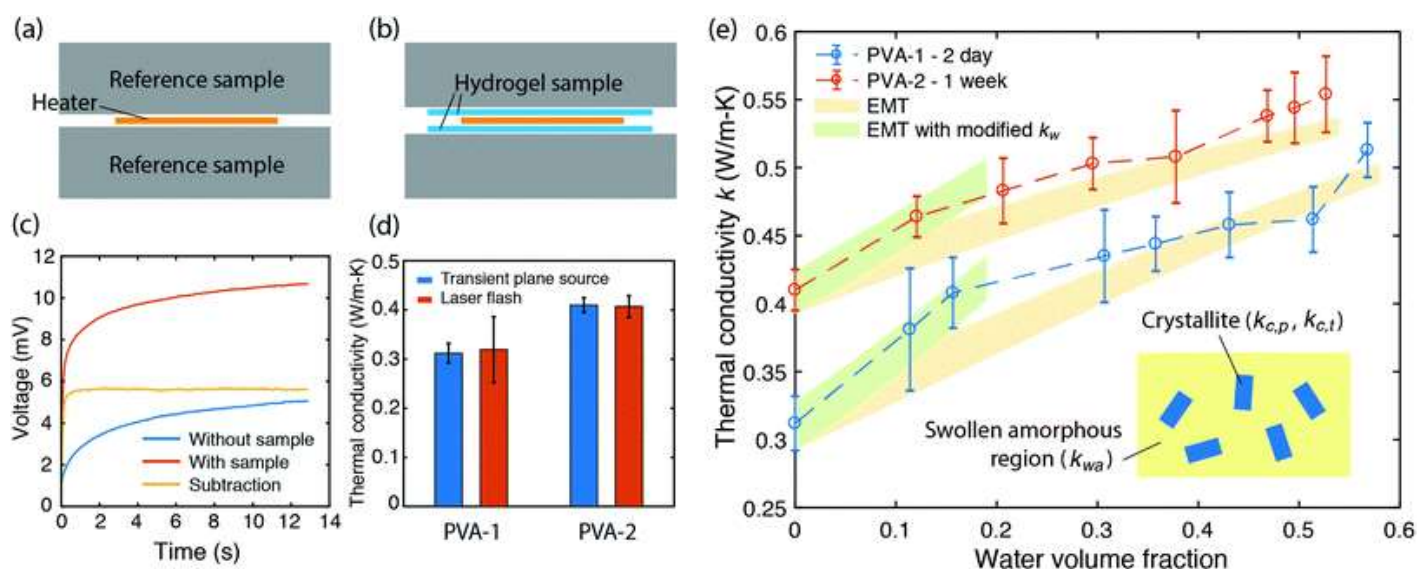 (a)
Reference sample
Heater
Reference sample
(b)
Hydrogel sample
(c)
Voltage (mV)
12
10
8
6
4
2
0
Without sample
With sample
Subtraction
0 2 4 6 8 10 12 14
Time (s)
(d)
Thermal conductivity (W/m-K)
0.5
0.4
0.3
0.2
0.1
0
Transient plane source
Laser flash
PVA-1 PVA-2
(e)
Thermal conductivity k (W/m-K)
0.6
0.55
0.5
0.45
0.4
0.35
0.3
0.25
PVA-1 - 2 day
PVA-2 - 1 week
EMT
EMT with modified kw
Crystallite (kc,p, kc,t)
Swollen amorphous
region (kwa)
0 0.1 0.2 0.3 0.4 0.5 0.6
Water volume fraction